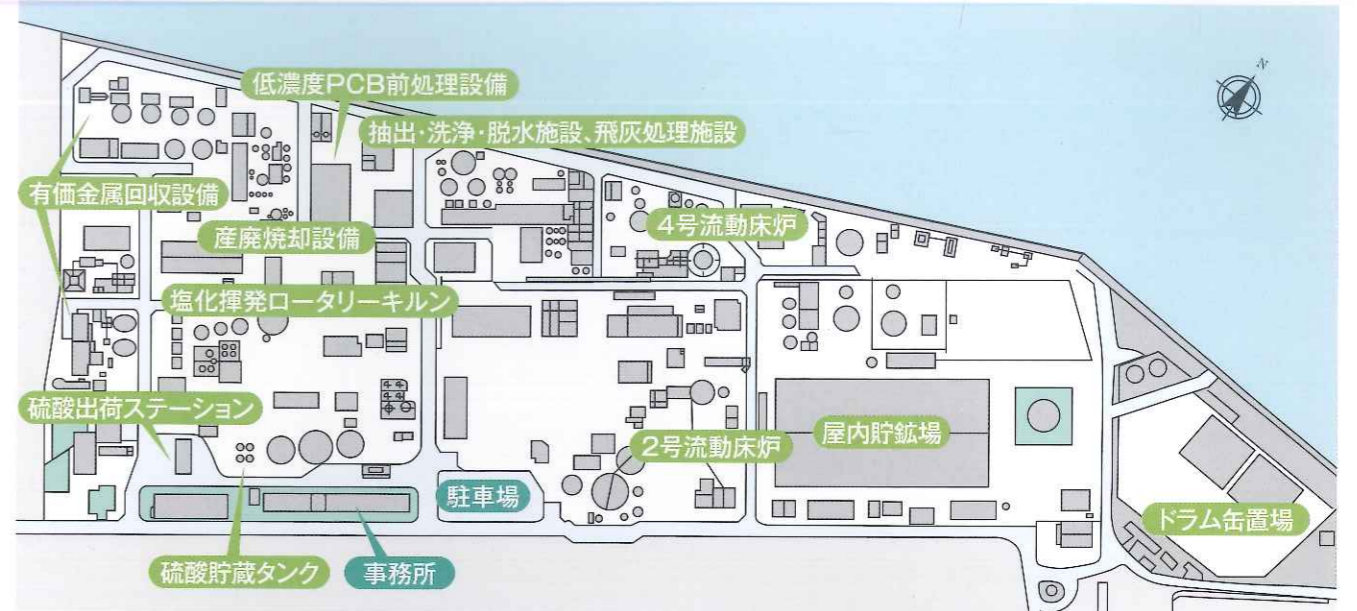 低濃度PCB前処理設備
N
抽出・洗浄・脱水施設、飛灰処理施設
有価金属回収設備
4号流動床炉
産廃焼却設備
塩化揮発ロータリーキルン
硫酸出荷ステーション
2号流動床炉
屋内貯鉱場
駐車場
ドラム缶置場
硫酸貯蔵タンク
事務所